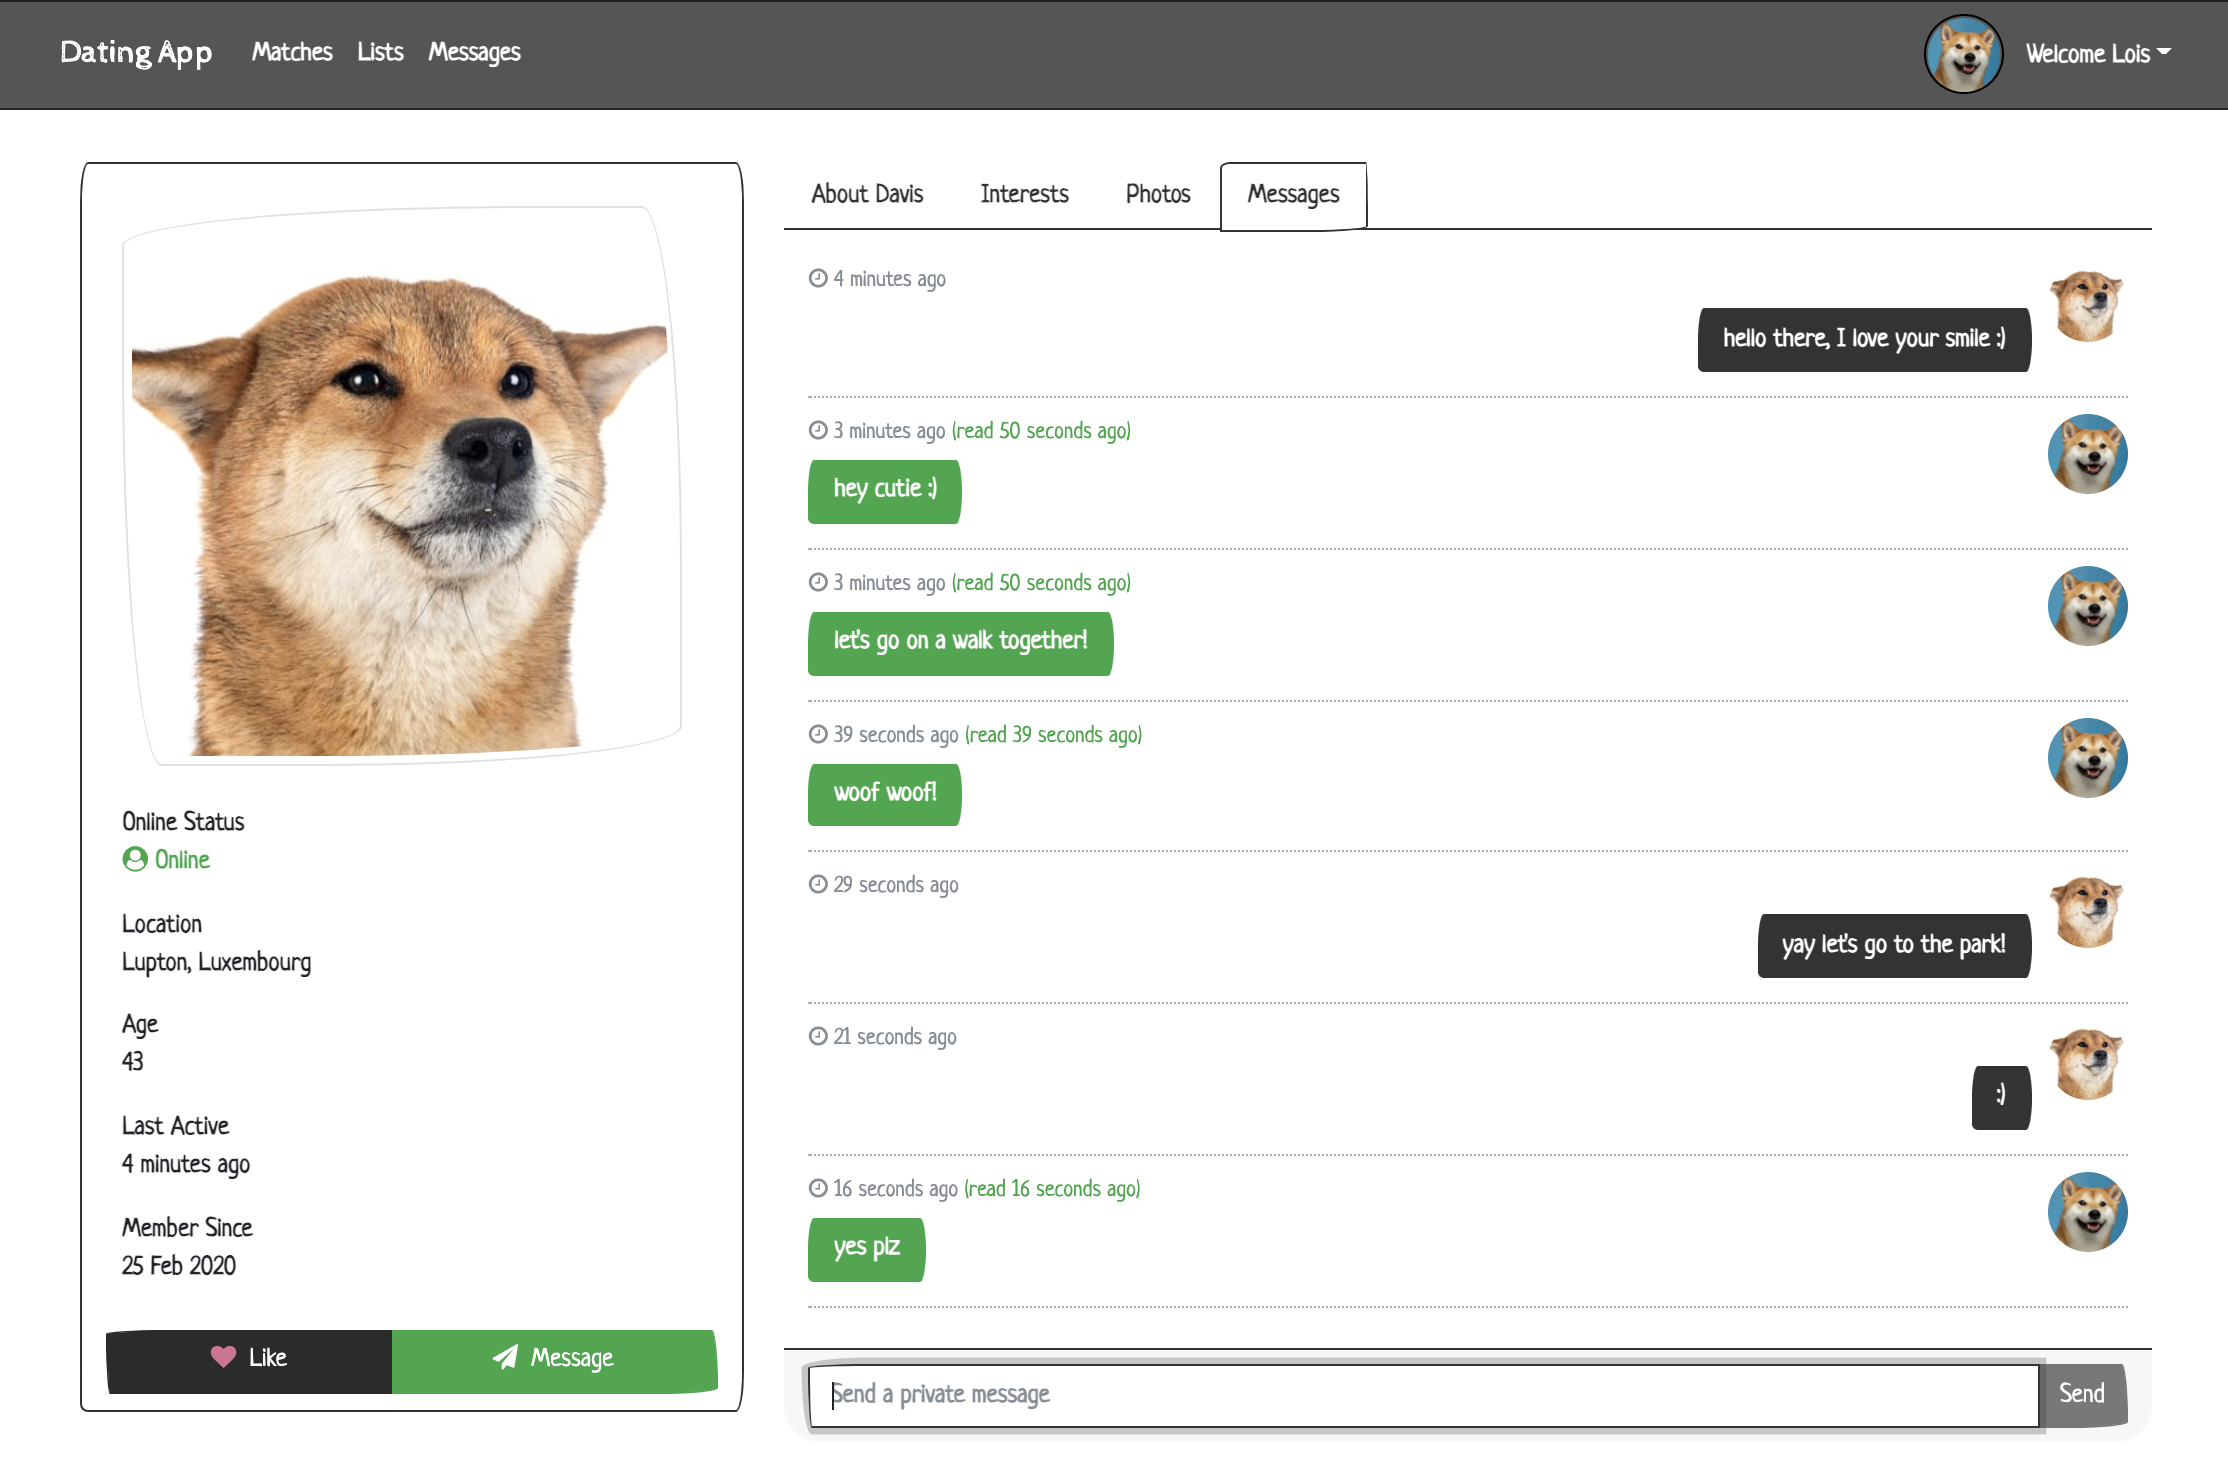 Dating App Matches Lists Messages Welcome Lois
Online Status
Online
Location
Lupton, Luxembourg
Age
43
Last Active
4 minutes ago
Member Since
25 Feb 2020
Like Message
About Davis Interests Photos Messages
4 minutes ago
hello there, I love your smile :)
3 minutes ago (read 50 seconds ago)
hey cutie :)
3 minutes ago (read 50 seconds ago)
let's go on a walk together!
39 seconds ago (read 39 seconds ago)
woof woof!
29 seconds ago
yay let's go to the park!
21 seconds ago
:)
16 seconds ago (read 16 seconds ago)
yes plz
Send a private message Send